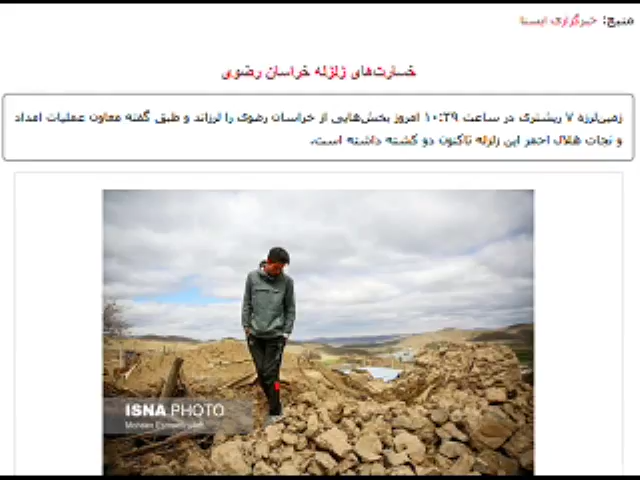 منبع: خبرگزاری ایسنا
خسارت‌های زلزله خراسان رضوی
زمین‌لرزه ۷ ریشتری در ساعت ۱۰:۳۹ امروز بخش‌هایی از خراسان رضوی را لرزاند و طبق گفته معاون عملیات امداد
و نجات هلال احمر این زلزله تاکنون دو کشته داشته است.
ISNA PHOTO
Mohsen